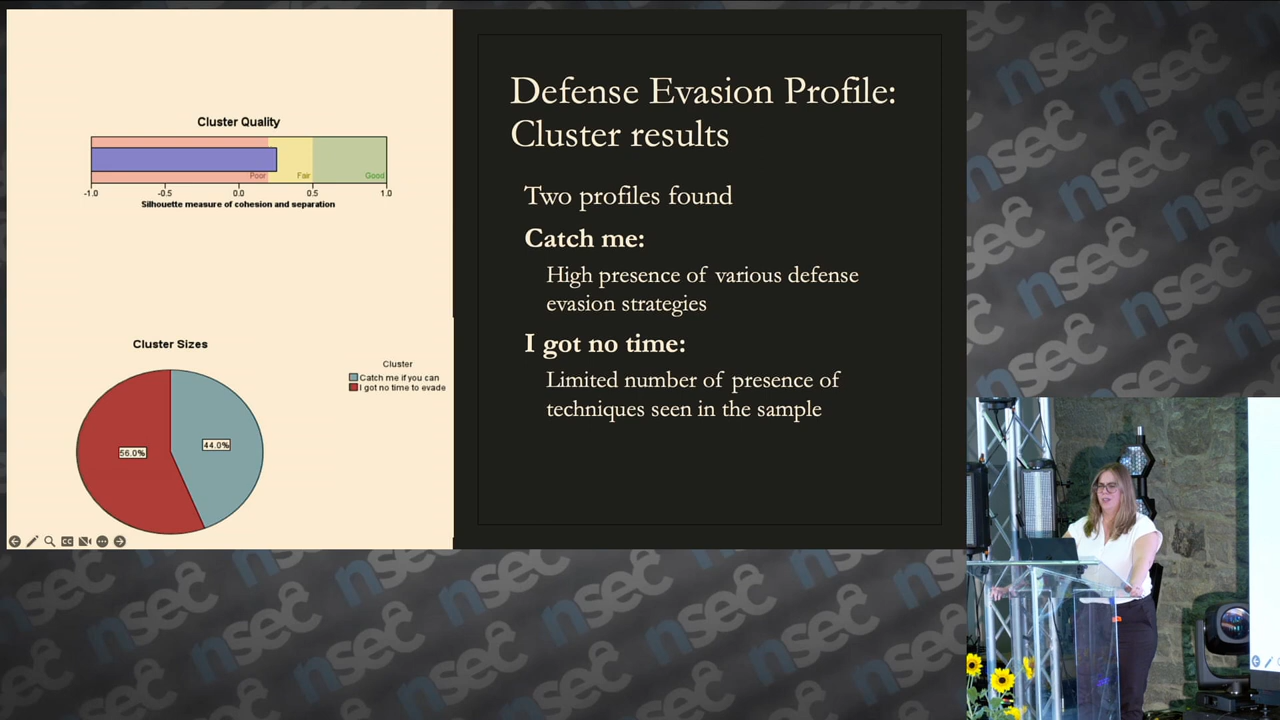 Cluster Quality
Poor
Fair
Good
-1.0
-0.5
0.0
0.5
1.0
Silhouette measure of cohesion and separation
Cluster Sizes
Cluster
Catch me if you can
I got no time to evade
56.0%
44.0%
Defense Evasion Profile:
Cluster results
Two profiles found
Catch me:
High presence of various defense
evasion strategies
I got no time:
Limited number of presence of
techniques seen in the sample
nsec